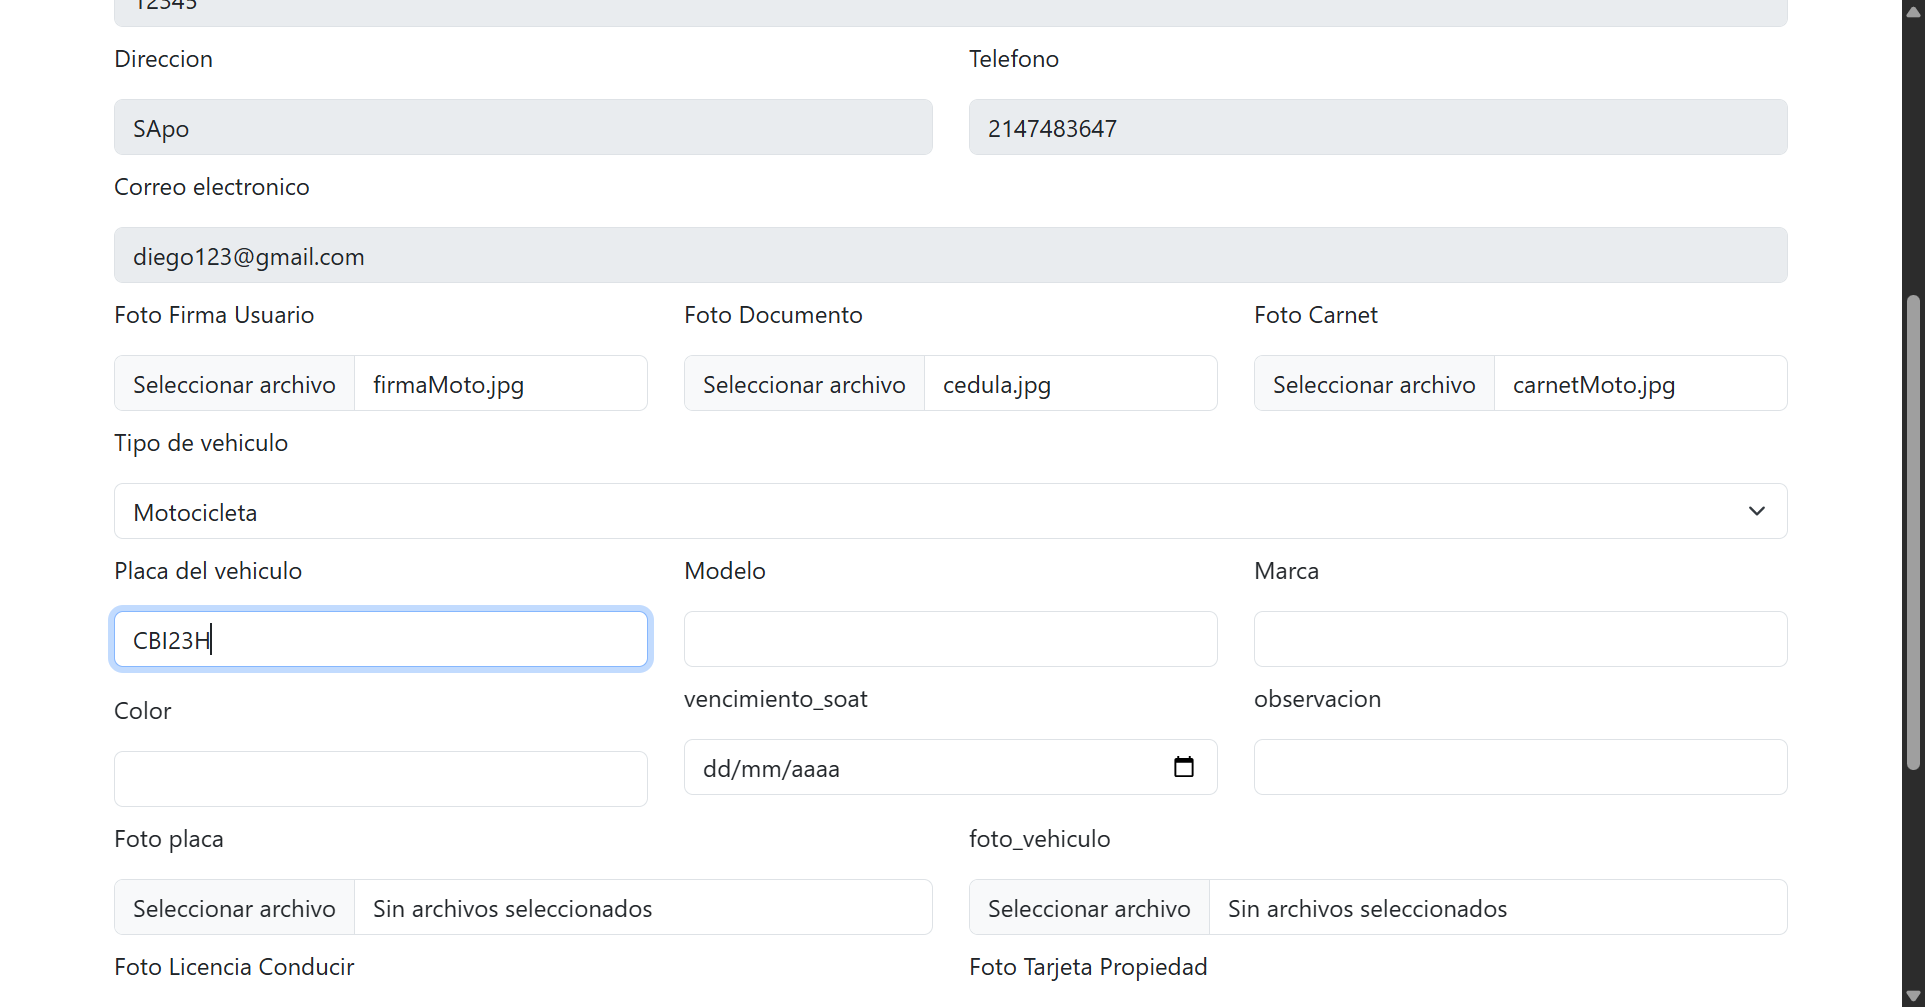 12345
Direccion Telefono
SApo 2147483647
Correo electronico
diego123@gmail.com
Foto Firma Usuario Foto Documento Foto Carnet
Seleccionar archivo firmaMoto.jpg Seleccionar archivo cedula.jpg Seleccionar archivo carnetMoto.jpg
Tipo de vehiculo
Motocicleta
Placa del vehiculo Modelo Marca
CBI23H
Color vencimiento_soat observacion
dd/mm/aaaa
Foto placa foto_vehiculo
Seleccionar archivo Sin archivos seleccionados Seleccionar archivo Sin archivos seleccionados
Foto Licencia Conducir Foto Tarjeta Propiedad